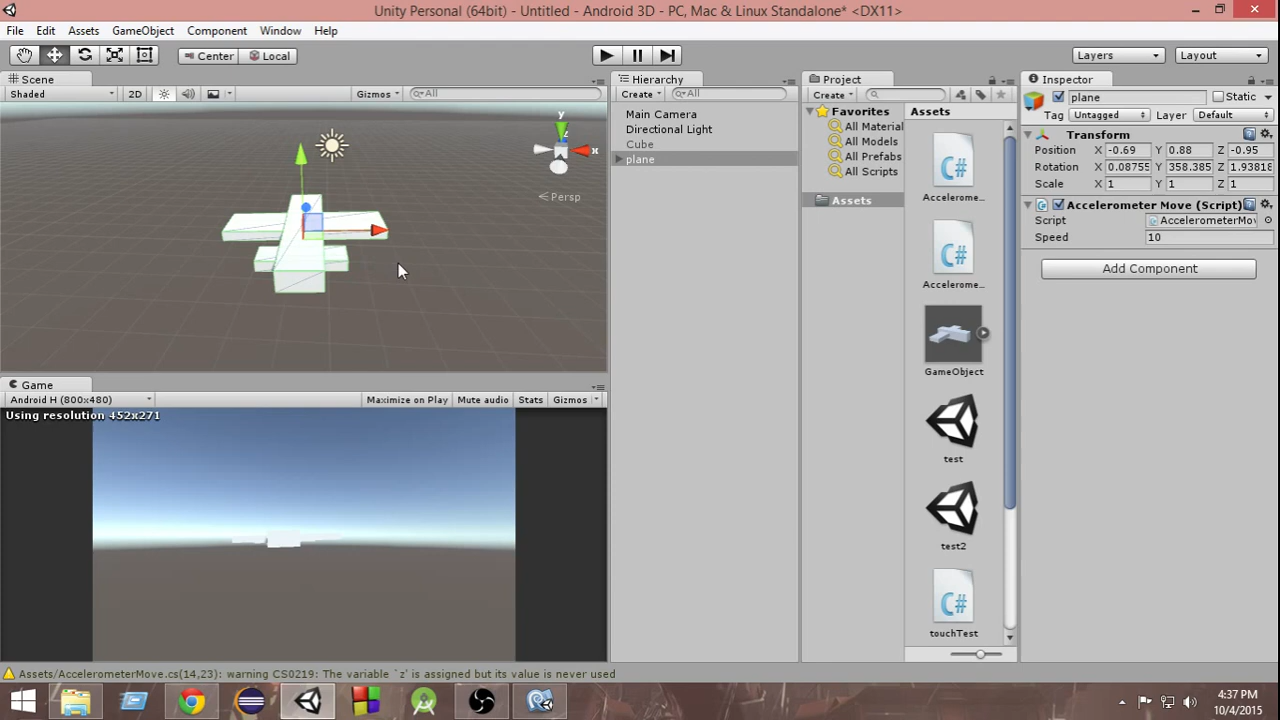 Unity Personal (64bit) - Untitled - Android 3D - PC, Mac & Linux Standalone* <DX11>
File Edit Assets GameObject Component Window Help
Center Local Layers Layout
Scene
Shaded 2D Gizmos All
y
x
Persp
Game
Android H (800x480) Maximize on Play Mute audio Stats Gizmos
Using resolution 452x271
Hierarchy
Create All
Main Camera
Directional Light
Cube
plane
Project
Create
Favorites
All Material
All Models
All Prefabs
All Scripts
Assets
Assets
C#
Accelerome...
C#
Accelerome...
GameObject
test
test2
C#
touchTest
Inspector
plane Static
Tag Untagged Layer Default
Transform
Position X -0.69 Y 0.88 Z -0.95
Rotation X 0.08755 Y 358.385 Z 1.93818
Scale X 1 Y 1 Z 1
Accelerometer Move (Script)
Script AccelerometerMov
Speed 10
Add Component
Assets/AccelerometerMove.cs(14,23): warning CS0219: The variable `z' is assigned but its value is never used
4:37 PM
10/4/2015